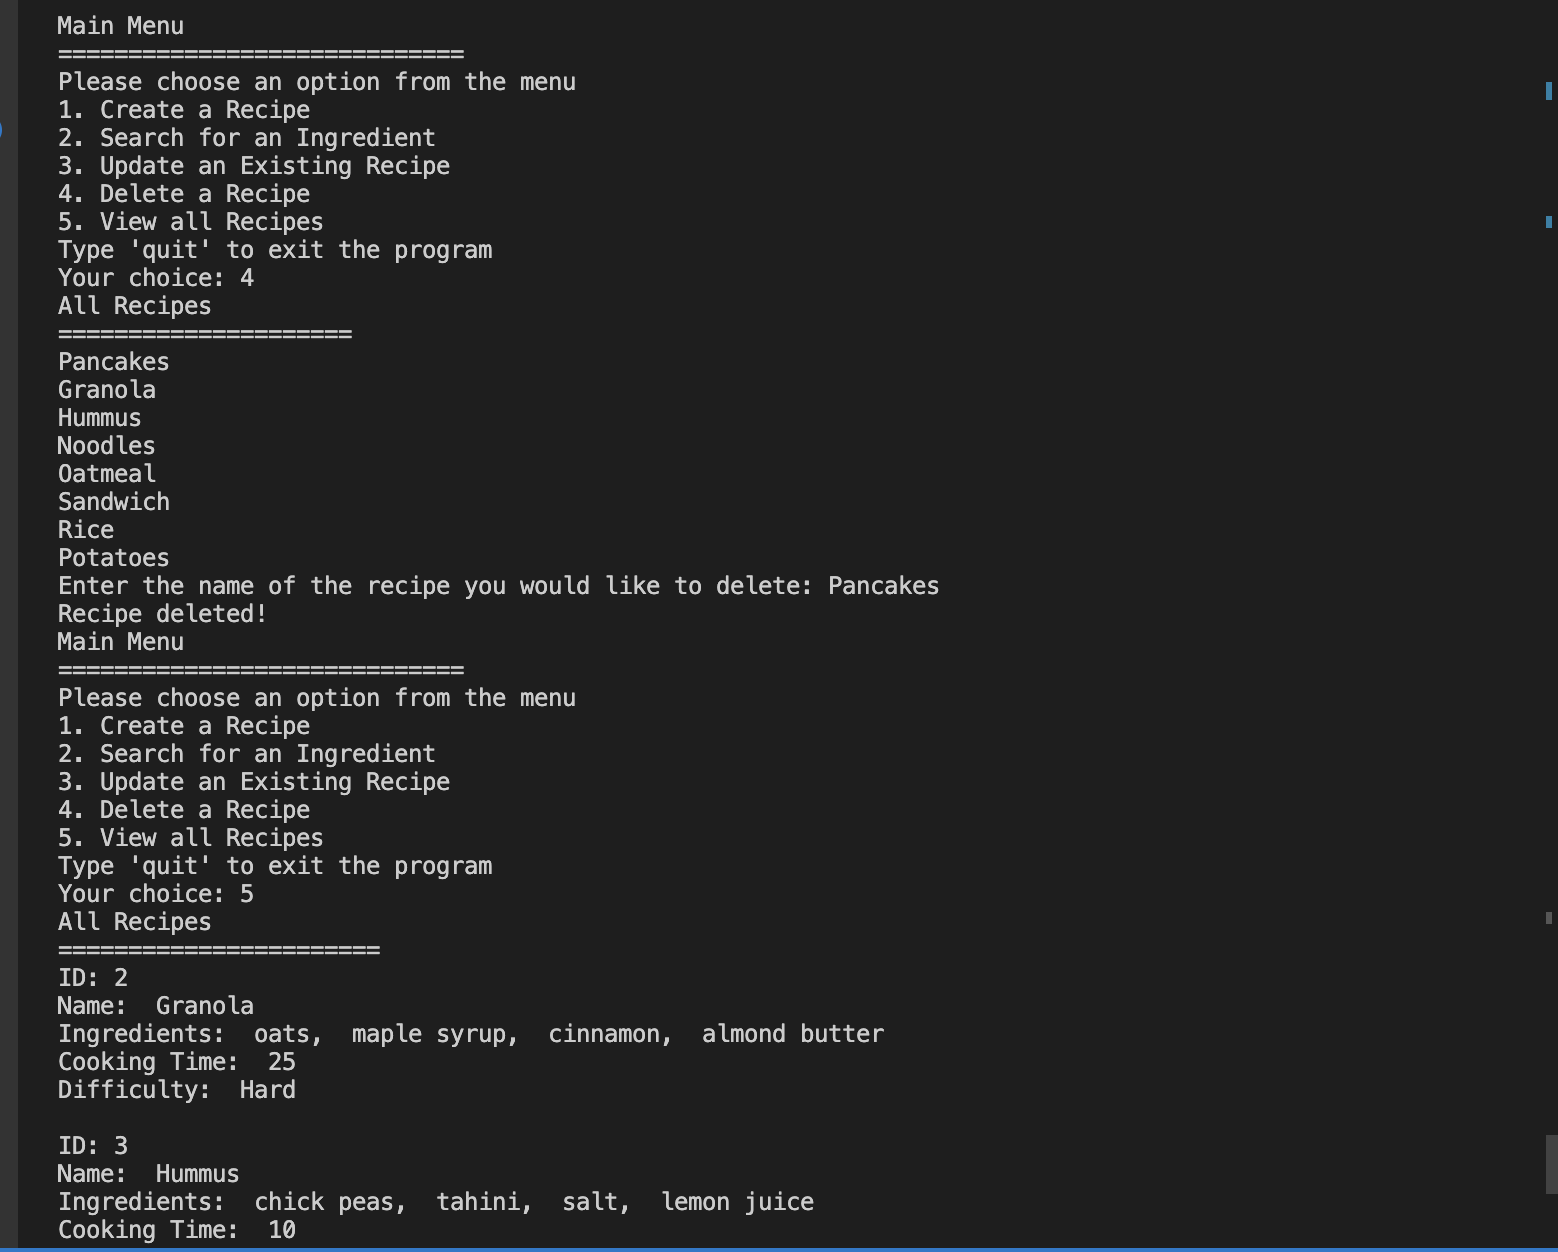 Main Menu
=============================
Please choose an option from the menu
1. Create a Recipe
2. Search for an Ingredient
3. Update an Existing Recipe
4. Delete a Recipe
5. View all Recipes
Type 'quit' to exit the program
Your choice: 4
All Recipes
=====================
Pancakes
Granola
Hummus
Noodles
Oatmeal
Sandwich
Rice
Potatoes
Enter the name of the recipe you would like to delete: Pancakes
Recipe deleted!
Main Menu
=============================
Please choose an option from the menu
1. Create a Recipe
2. Search for an Ingredient
3. Update an Existing Recipe
4. Delete a Recipe
5. View all Recipes
Type 'quit' to exit the program
Your choice: 5
All Recipes
=======================
ID: 2
Name:  Granola
Ingredients:  oats,  maple syrup,  cinnamon,  almond butter
Cooking Time:  25
Difficulty:  Hard

ID: 3
Name:  Hummus
Ingredients:  chick peas,  tahini,  salt,  lemon juice
Cooking Time:  10